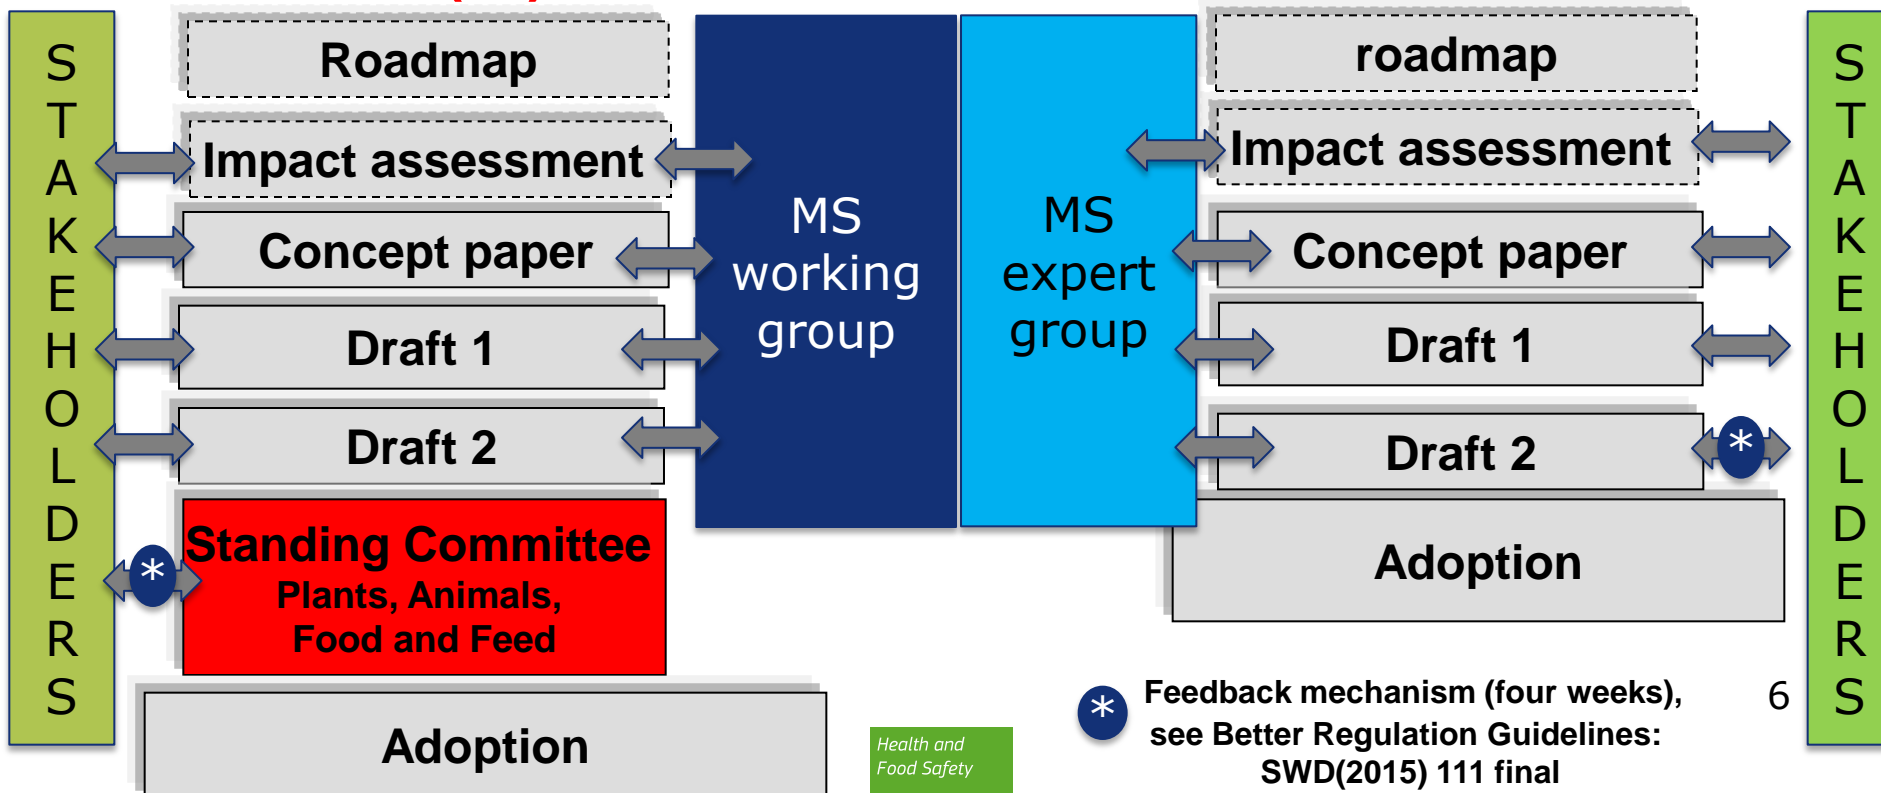 S
T
A
K
E
H
O
L
D
E
R
S
Roadmap
Impact assessment
Concept paper
Draft 1
Draft 2
*
Standing Committee
Plants, Animals,
Food and Feed
Adoption
MS
working
group
MS
expert
group
roadmap
Impact assessment
Concept paper
Draft 1
Draft 2
*
Adoption
S
T
A
K
E
H
O
L
D
E
R
S
Health and
Food Safety
*
Feedback mechanism (four weeks),
see Better Regulation Guidelines:
SWD(2015) 111 final
6